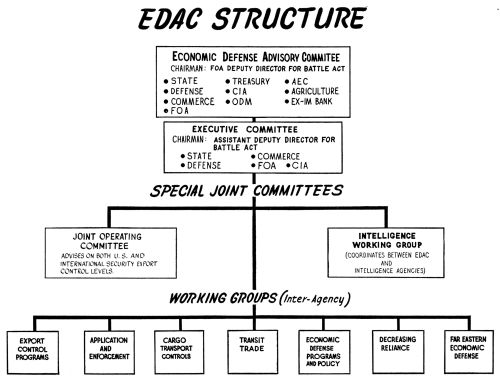 EDAC STRUCTURE
ECONOMIC DEFENSE ADVISORY COMMITEE
CHAIRMAN: FOA DEPUTY DIRECTOR FOR BATTLE ACT
• STATE • TREASURY • AEC
• DEFENSE • CIA • AGRICULTURE
• COMMERCE • ODM • EX-IM BANK
• FOA
EXECUTIVE COMMITTEE
CHAIRMAN: ASSISTANT DEPUTY DIRECTOR FOR
BATTLE ACT
• STATE • COMMERCE
• DEFENSE • FOA • CIA
SPECIAL JOINT COMMITTEES
JOINT OPERATING
COMMITTEE
ADVISES ON BOTH U.S. AND
INTERNATIONAL SECURITY EXPORT
CONTROL LEVELS.
INTELLIGENCE
WORKING GROUP
(COORDINATES BETWEEN EDAC
AND
INTELLIGENCE AGENCIES)
WORKING GROUPS (Inter-Agency)
EXPORT
CONTROL
PROGRAMS
APPLICATION
AND
ENFORCEMENT
CARGO
TRANSPORT
CONTROLS
TRANSIT
TRADE
ECONOMIC
DEFENSE
PROGRAMS
AND POLICY
DECREASING
RELIANCE
FAR EASTERN
ECONOMIC
DEFENSE